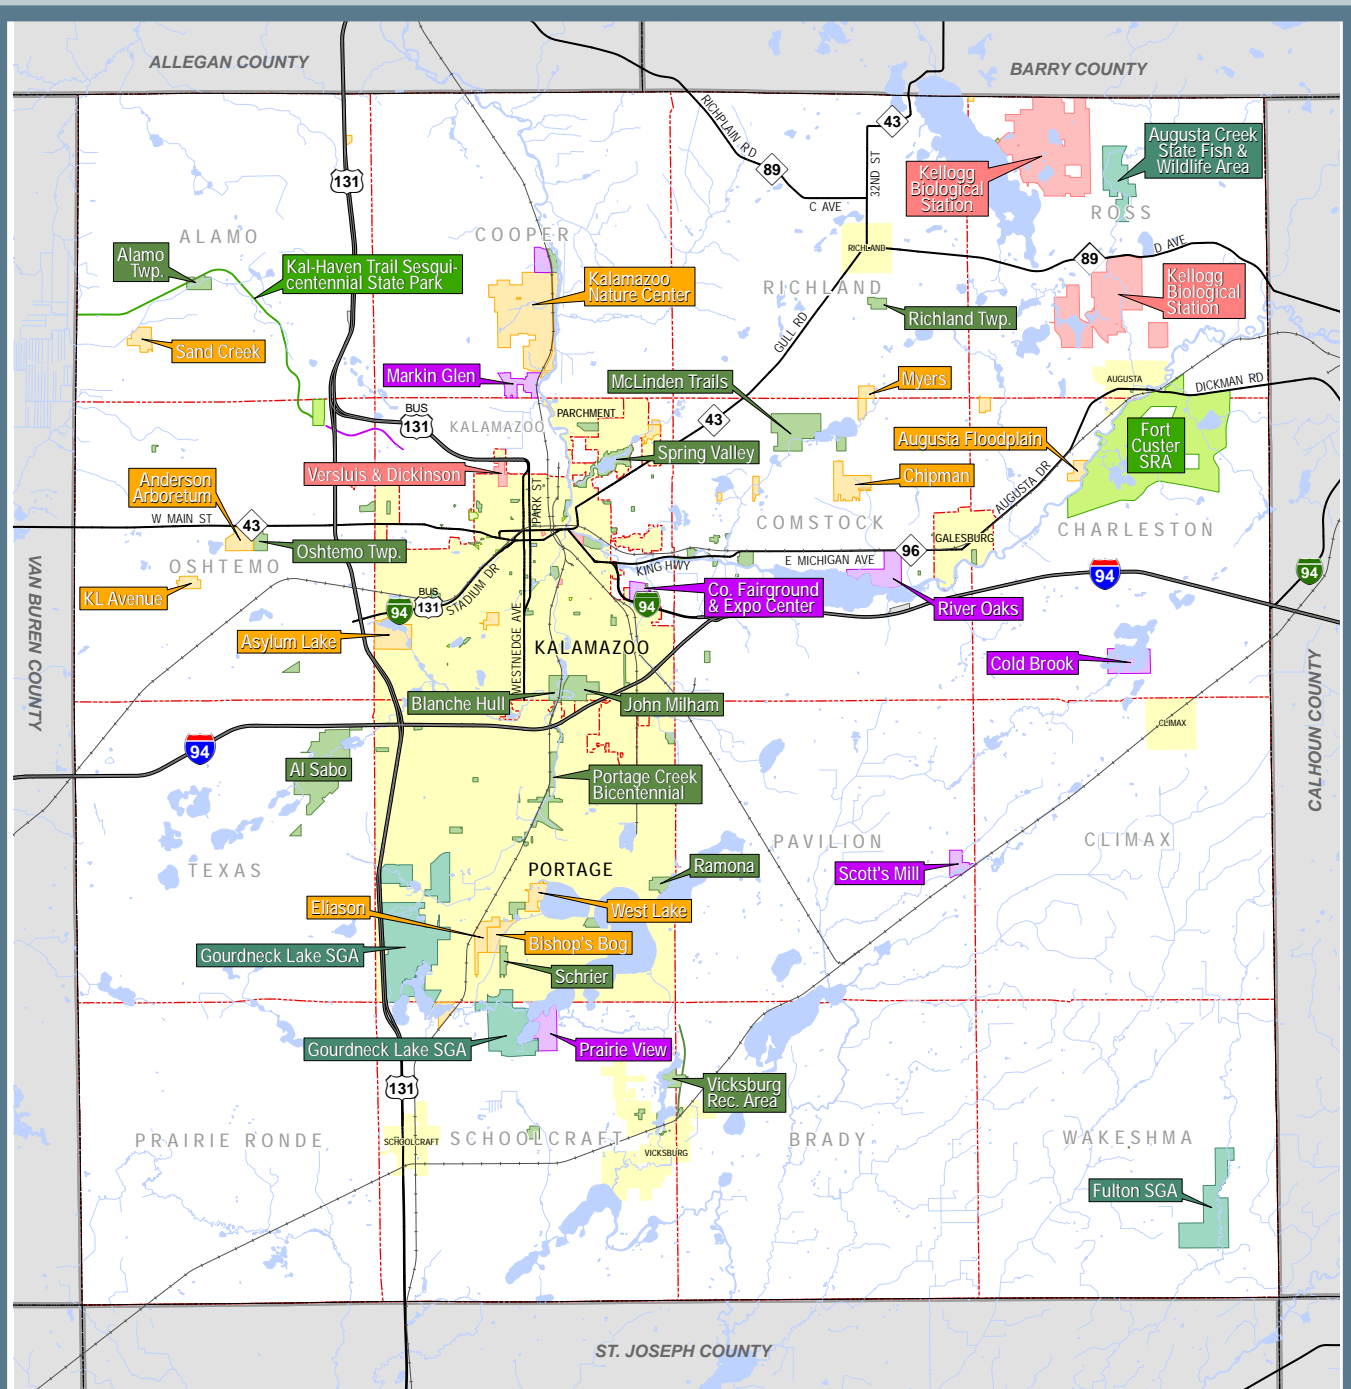 ALLEGAN COUNTY
BARRY COUNTY
43
RICHPLAIN RD
131
89
32ND ST
C AVE
Kellogg
Biological
Station
Augusta Creek
State Fish &
Wildlife Area
ROSS
ALAMO
COOPER
Alamo
Twp.
Kal-Haven Trail Sesqui-
centennial State Park
Kalamazoo
Nature Center
RICHLAND
89
D AVE
RICHLAND
Kellogg
Biological
Station
Richland Twp.
GULL RD
Sand Creek
Markin Glen
McLinden Trails
Myers
AUGUSTA
DICKMAN RD
BUS
131
KALAMAZOO
PARCHMENT
43
Augusta Floodplain
Fort
Custer
SRA
Spring Valley
Versluis & Dickinson
Chipman
Anderson
Arboretum
PARK ST
AUGUSTA DR
W MAIN ST
43
COMSTOCK
CHARLESTON
Oshtemo Twp.
GALESBURG
96
E MICHIGAN AVE
KING HWY
OSHTEMO
VAN BUREN COUNTY
KL Avenue
STADIUM DR
BUS
131
94
94
Co. Fairground
& Expo Center
River Oaks
94
94
Asylum Lake
WESTNEDGE AVE
KALAMAZOO
Cold Brook
CALHOUN COUNTY
Blanche Hull
John Milham
94
CLIMAX
Al Sabo
Portage Creek
Bicentennial
TEXAS
PORTAGE
PAVILION
CLIMAX
Ramona
Scott's Mill
Eliason
West Lake
Bishop's Bog
Gourdneck Lake SGA
Schrier
Gourdneck Lake SGA
Prairie View
131
Vicksburg
Rec. Area
PRAIRIE RONDE
SCHOOLCRAFT
SCHOOLCRAFT
VICKSBURG
BRADY
WAKESHMA
Fulton SGA
ST. JOSEPH COUNTY